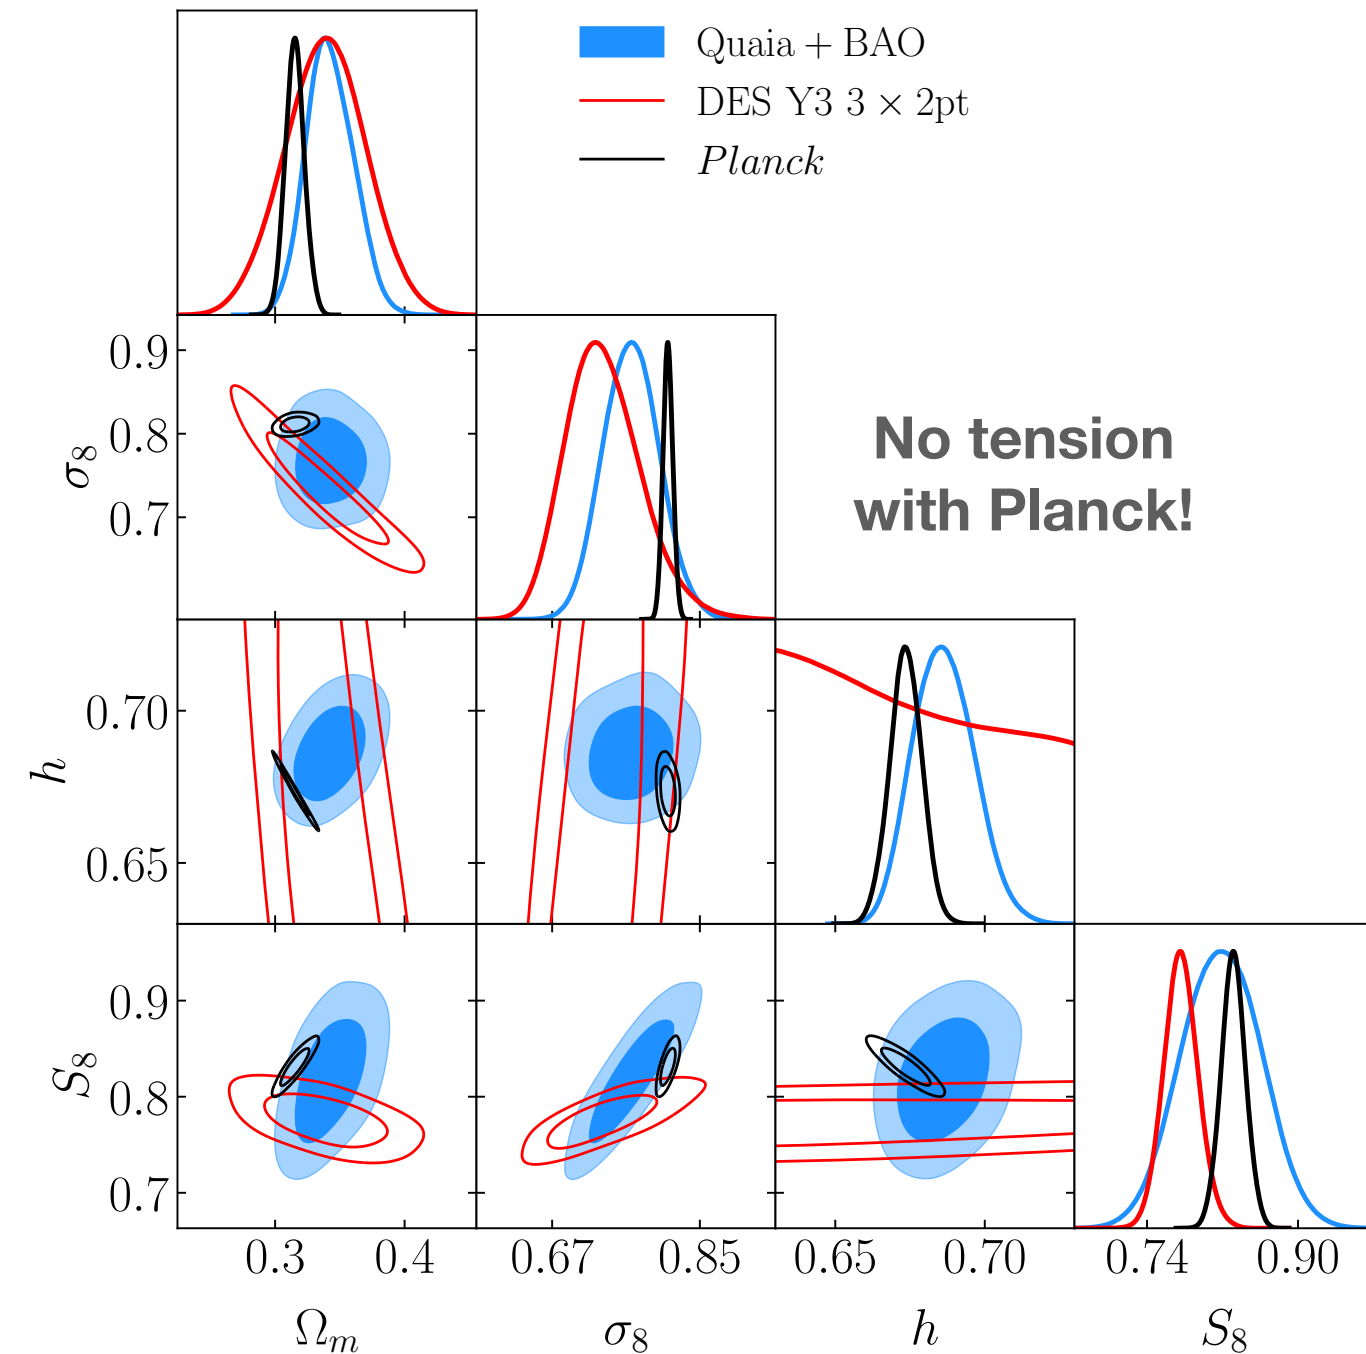 Quaia + BAO
DES Y3 3 × 2pt
Planck
0.9
0.8
0.7
σ8
No tension
with Planck!
0.70
0.65
h
0.9
0.8
0.7
S8
0.3 0.4 0.67 0.85 0.65 0.70 0.74 0.90
Ωm σ8 h S8